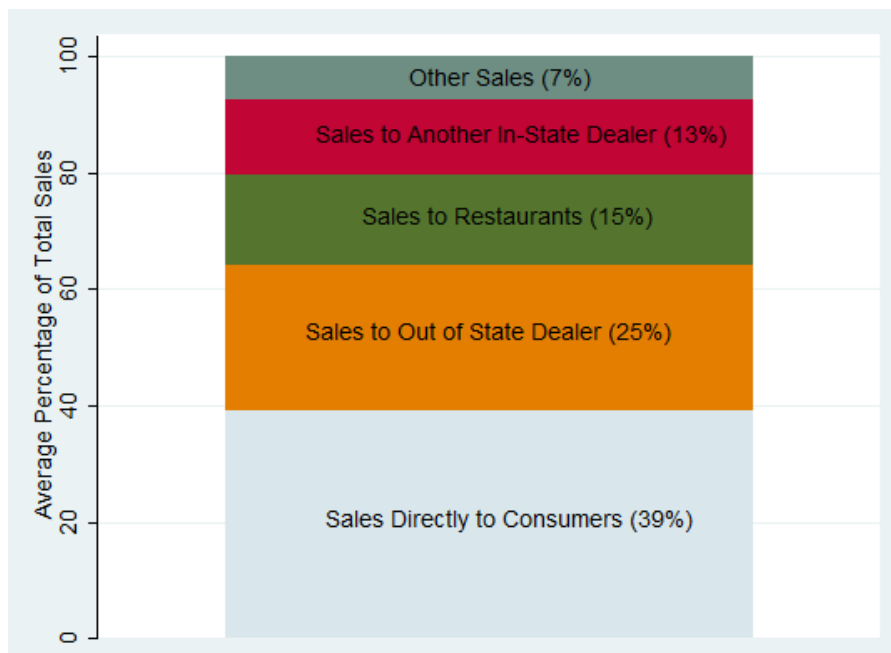 Average Percentage of Total Sales
100
80
60
40
20
0
Other Sales (7%)
Sales to Another In-State Dealer (13%)
Sales to Restaurants (15%)
Sales to Out of State Dealer (25%)
Sales Directly to Consumers (39%)